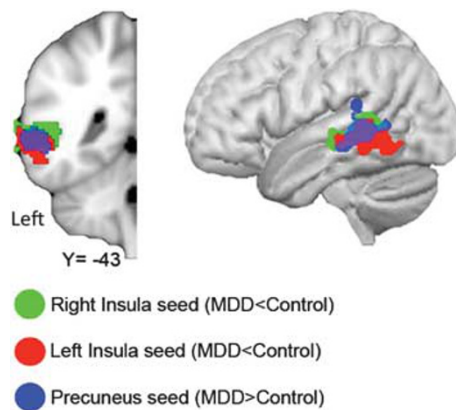 Left
Y= -43
Right Insula seed (MDD<Control)
Left Insula seed (MDD<Control)
Precuneus seed (MDD>Control)